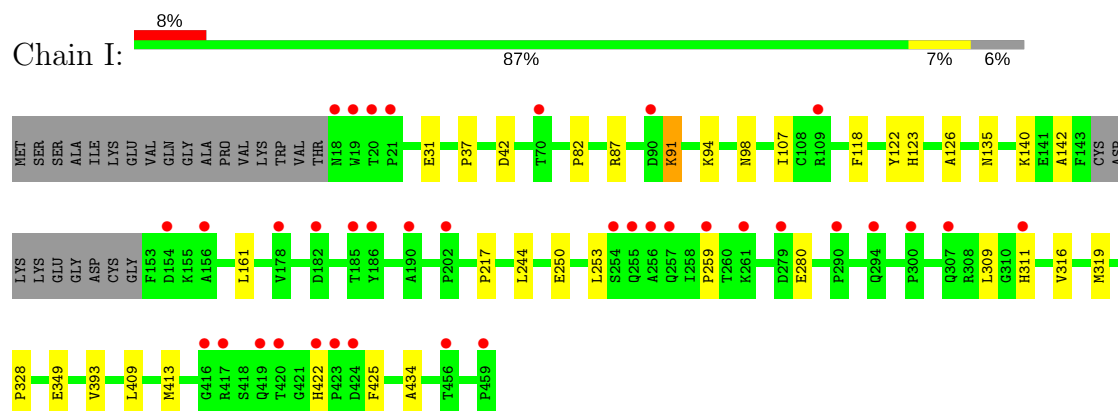 8%
Chain I:
87% 7% 6%
MET SER SER ALA ILE LYS GLU VAL GLN GLY ALA PRO VAL LYS TRP VAL THR N18 W19 T20 P21 E31 P37 D42 T70 P82 R87 D90 K91 K94 N98 I107 C108 R109 F118 Y122 H123 A126 N135 K140 E141 A142 F143 CYS ASP
LYS LYS GLU GLY ASP CYS GLY F153 D154 K155 A156 L161 V178 D182 T185 Y186 A190 P202 P217 L244 E250 L253 S254 Q255 A256 Q257 I258 P259 T260 K261 D279 E280 P290 Q294 P300 Q307 R308 L309 G310 H311 V316 M319
P328 E349 V393 L409 M413 G416 R417 S418 Q419 T420 G421 H422 P423 D424 F425 A434 T456 P459